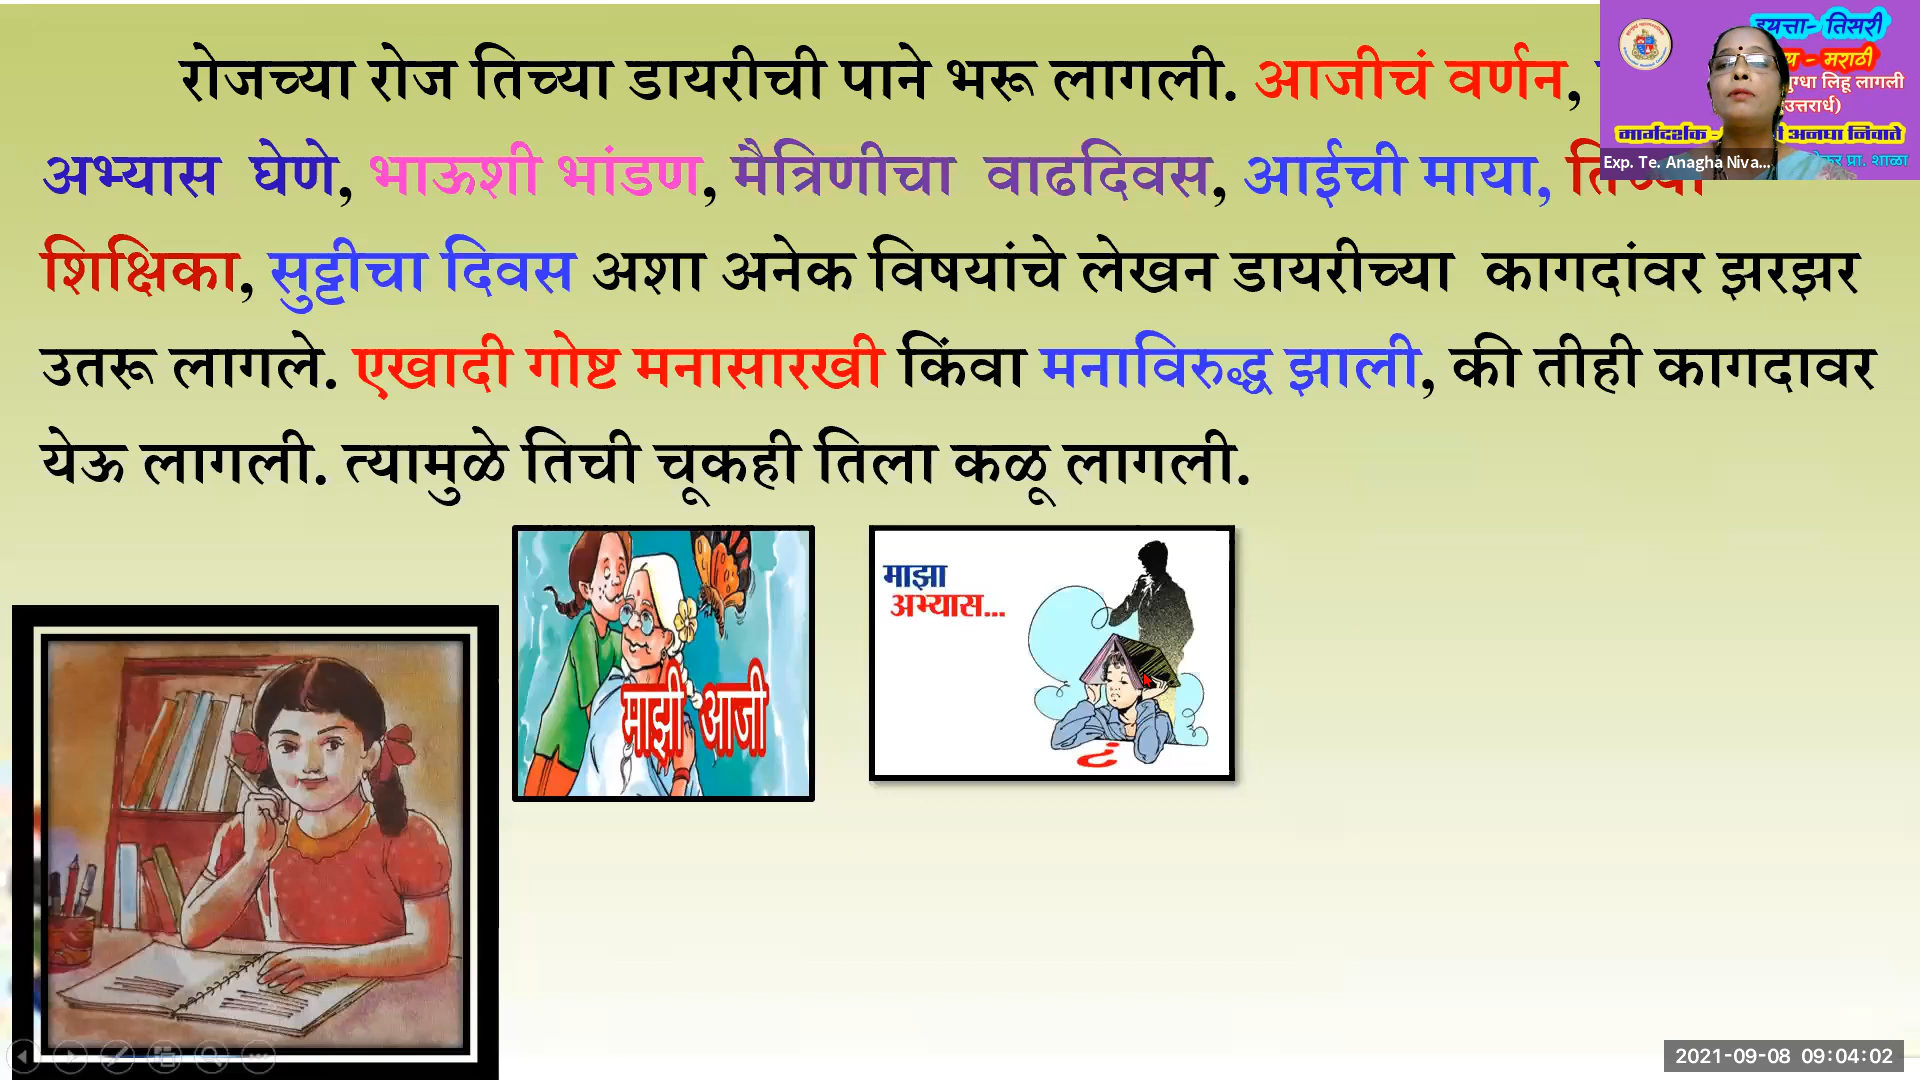 रोजच्या रोज तिच्या डायरीची पाने भरू लागली. आजीचं वर्णन,
अभ्यास घेणे, भाऊशी भांडण, मैत्रिणीचा वाढदिवस, आईची माया, तिच्या
शिक्षिका, सुट्टीचा दिवस अशा अनेक विषयांचे लेखन डायरीच्या कागदांवर झरझर
उतरू लागले. एखादी गोष्ट मनासारखी किंवा मनाविरुद्ध झाली, की तीही कागदावर
येऊ लागली. त्यामुळे तिची चूकही तिला कळू लागली.
इयत्ता- तिसरी
- मराठी
लिहू लागली
उत्तरार्ध)
मार्गदर्शक - अनघा निवाते
प्रा. शाळा
Exp. Te. Anagha Niva...
माझी आजी
माझा
अभ्यास...
2021-09-08 09:04:02